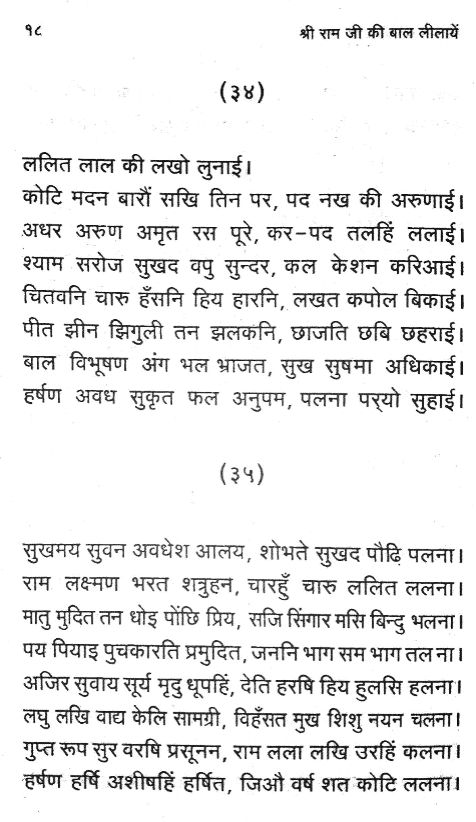 १८
श्री राम जी की बाल लीलायें
(३४)
ललित लाल की लखो लुनाई।
कोटि मदन बारौं सखि तिन पर, पद नख की अरुणाई।
अधर अरुण अमृत रस पूरे, कर-पद तलहिं ललाई।
श्याम सरोज सुखद वपु सुन्दर, कल केशन करिआई।
चितवनि चारु हँसनि हिय हारनि, लखत कपोल बिकाई।
पीत झीन झिगुली तन झलकनि, छाजति छबि छहराई।
बाल विभूषण अंग भल भ्राजत, सुख सुषमा अधिकाई।
हर्षण अवध सुकृत फल अनुपम, पलना पर्‌यो सुहाई।
(३५)
सुखमय सुवन अवधेश आलय, शोभते सुखद पौढ़ि पलना।
राम लक्ष्मण भरत शत्रुहन, चारहुँ चारु ललित ललना।
मातु मुदित तन धोइ पोंछि प्रिय, सजि सिंगार मसि बिन्दु भलना।
पय पियाइ पुचकारति प्रमुदित, जननि भाग सम भाग तल ना।
अजिर सुवाय सूर्य मृदु धूपहिं, देति हरषि हिय हुलसि हलना।
लघु लखि वाद्य केलि सामग्री, विहँसत मुख शिशु नयन चलना।
गुप्त रूप सुर वरषि प्रसूनन, राम लला लखि उरहिं कलना।
हर्षण हर्षि अशीषहिं हर्षित, जिऔ वर्ष शत कोटि ललना।